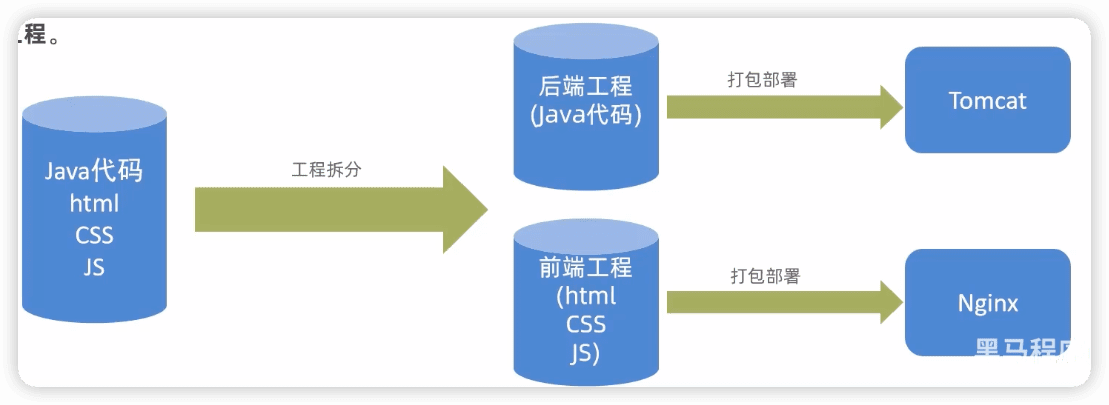 工程。
Java代码
html
CSS
JS
工程拆分
后端工程
(Java代码)
打包部署
Tomcat
前端工程
(html
CSS
JS)
打包部署
Nginx
黑马程序